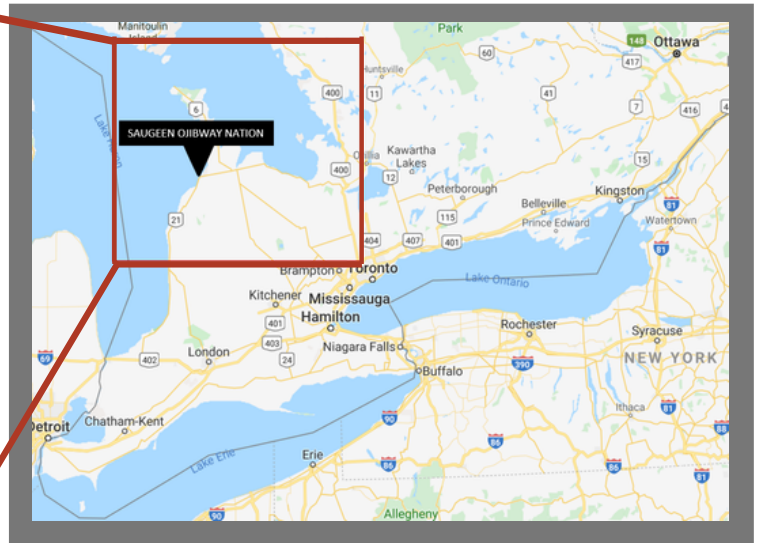 Manitoulin
Island
Park
148
Ottawa
417
60
Huntsville
400
11
41
7
416
6
Lake Huron
SAUGEEN OJIBWAY NATION
Orillia
Kawartha
Lakes
400
12
15
Peterborough
Kingston
81
Belleville
Prince Edward
Watertown
115
21
81
404
407
401
Brampton
Toronto
Lake Ontario
Kitchener
Mississauga
Hamilton
401
Rochester
Syracuse
403
Niagara Falls
NEW YORK
69
402
London
24
390
Buffalo
Ithaca
81
Chatham-Kent
90
88
Detroit
86
Lake Erie
Erie
86
86
81
90
Allegheny